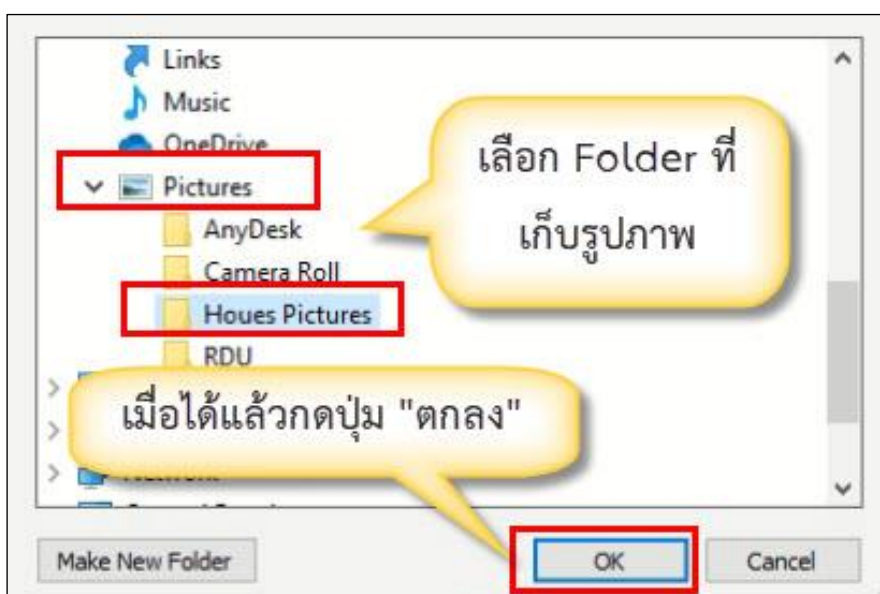 Links
Music
OneDrive
Pictures
AnyDesk
Camera Roll
Houes Pictures
RDU
เลือก Folder ที่
เก็บรูปภาพ
เมื่อได้แล้วกดปุ่ม "ตกลง"
Network
Make New Folder
OK
Cancel